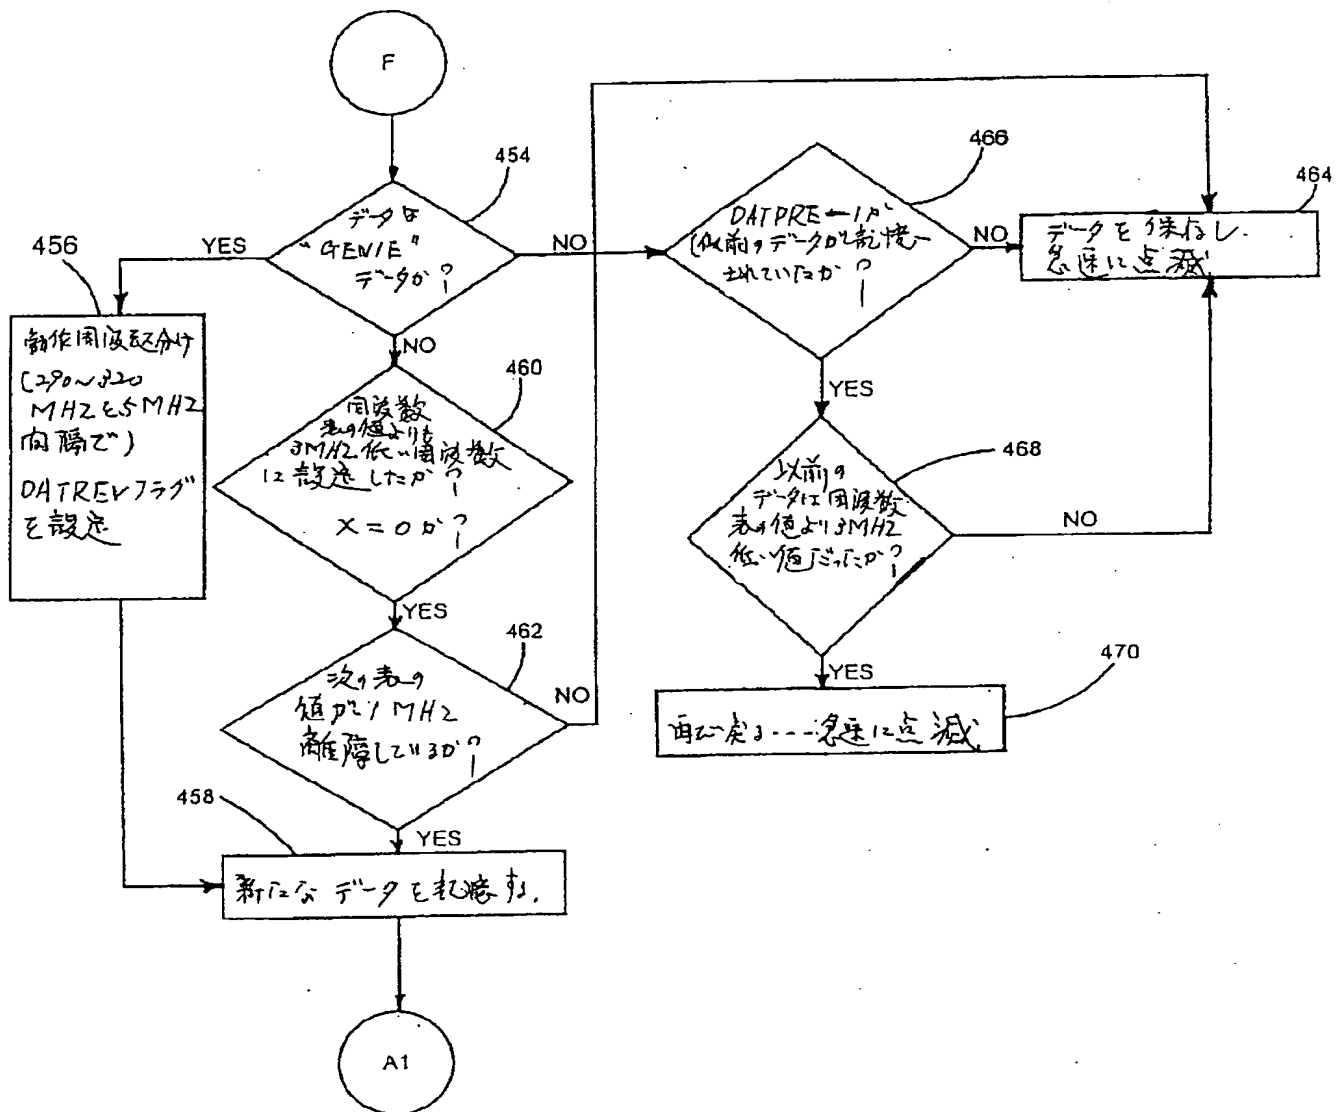 F
454
データは
"GENIE"
データか?
YES
NO
456
動作周波数区分け
(290~320
MHZを5MHZ
間隔で)
DATREVフラグ
を設定
NO
460
周波数
表の値よりも
3MHZ低い周波数
に設定したか?
X=0か?
YES
462
次の表の
値が1MHZ
離隔しているか?
NO
YES
458
新たなデータを記憶する.
A1
466
DATPRE←1か
(以前のデータが記憶
されていたか?
NO
YES
464
データを保存し
急速に点滅
468
以前の
データは周波数
表の値より3MHZ
低い値だったか?
NO
YES
470
再び戻る---急速に点滅